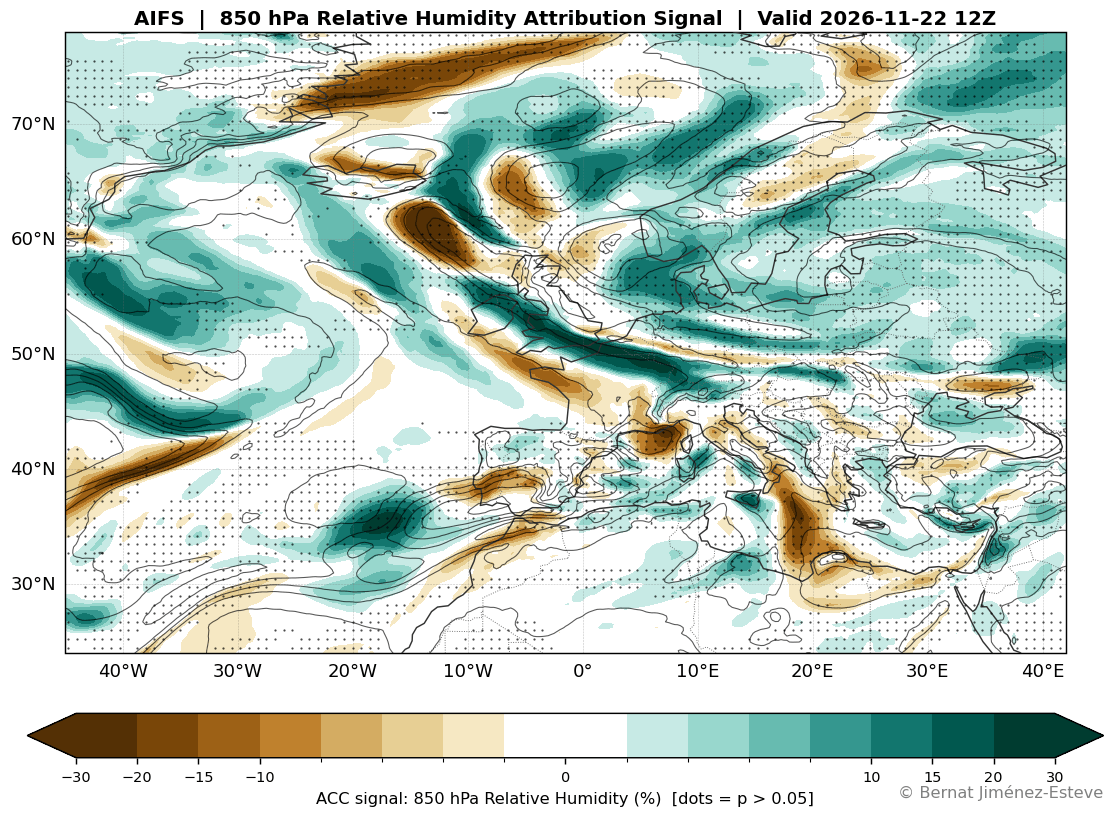 AIFS | 850 hPa Relative Humidity Attribution Signal | Valid 2026-11-22 12Z
70°N
60°N
50°N
40°N
30°N
40°W 30°W 20°W 10°W 0° 10°E 20°E 30°E 40°E
−30 −20 −15 −10 0 10 15 20 30
ACC signal: 850 hPa Relative Humidity (%) [dots = p > 0.05]
© Bernat Jiménez-Esteve